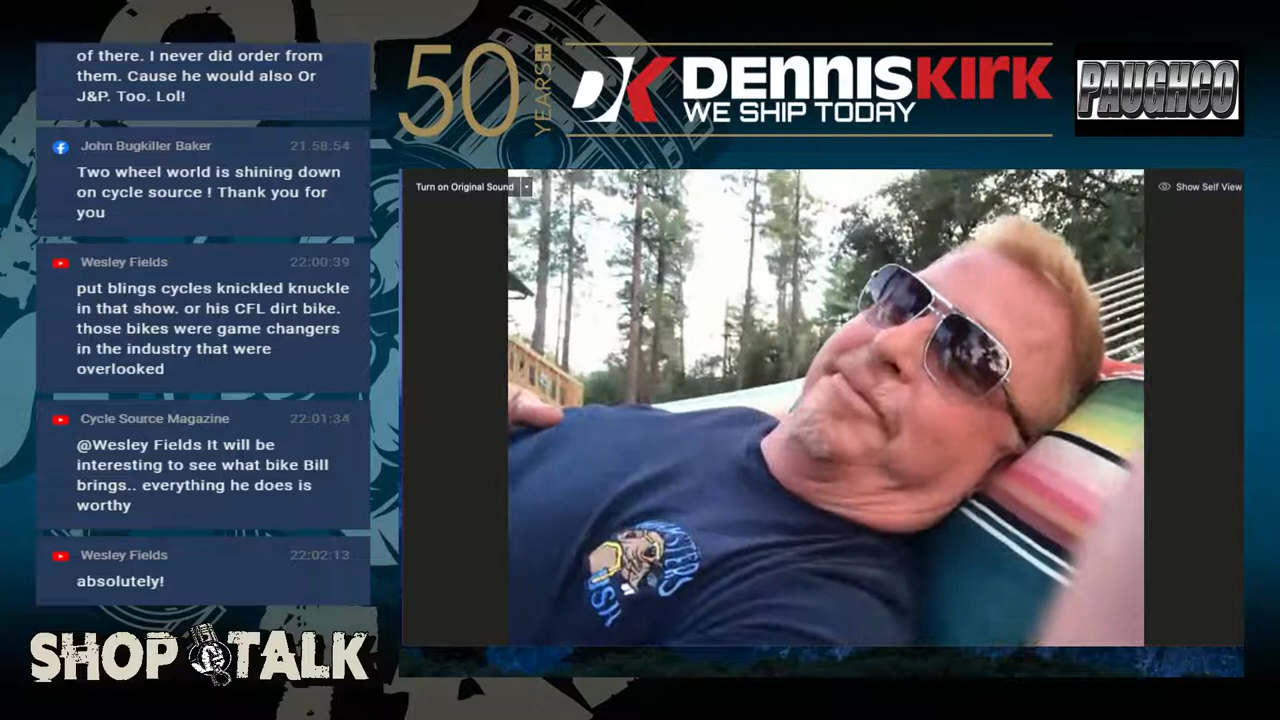 of there. I never did order from
them. Cause he would also Or
J&P. Too. Lol!
John Bugkiller Baker 21.58:54
Two wheel world is shining down
on cycle source ! Thank you for
you
Wesley Fields 22:00:39
put blings cycles knickled knuckle
in that show. or his CFL dirt bike.
those bikes were game changers
in the industry that were
overlooked
Cycle Source Magazine 22:01:34
@Wesley Fields It will be
interesting to see what bike Bill
brings.. everything he does is
worthy
Wesley Fields 22:02:13
absolutely!
SHOP TALK
50 YEARS+
DK DENNIS KIRK
WE SHIP TODAY
PAUGHCO
Turn on Original Sound
Show Self View
HAMSTERS
USA